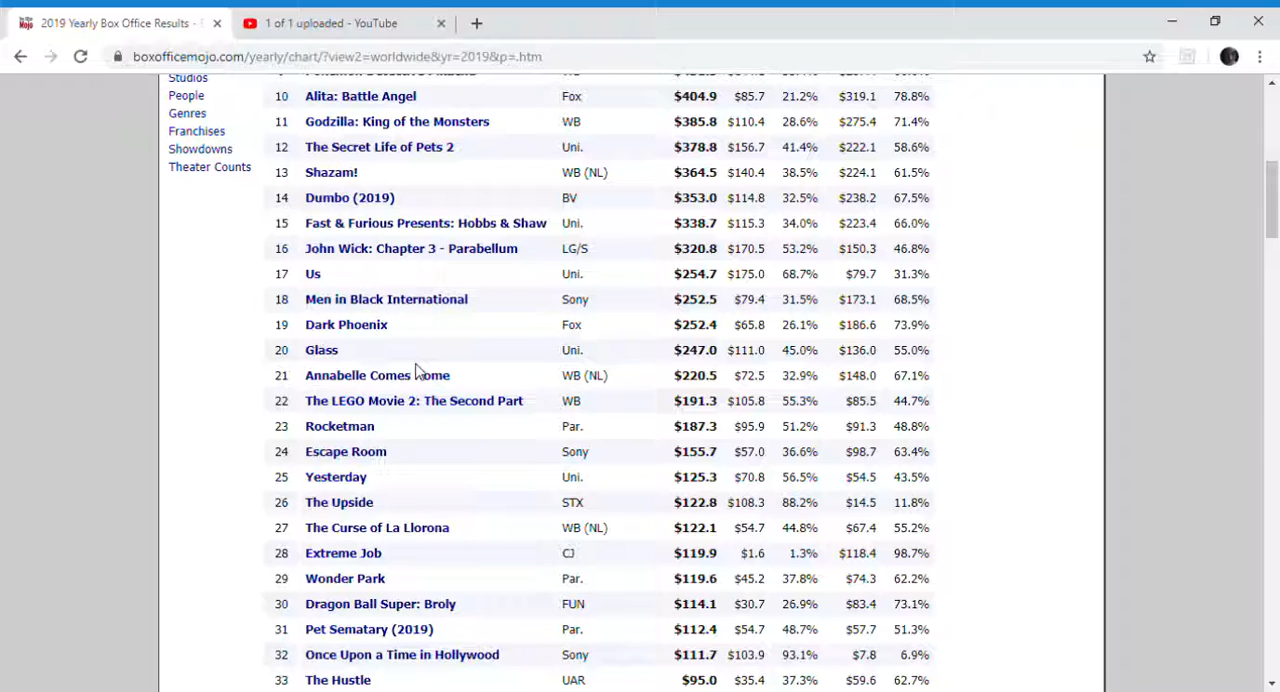 2019 Yearly Box Office Results -
1 of 1 uploaded - YouTube
boxofficemojo.com/yearly/chart/?view2=worldwide&yr=2019&p=.htm
Studios
People
Genres
Franchises
Showdowns
Theater Counts
10 Alita: Battle Angel Fox $404.9 $85.7 21.2% $319.1 78.8%
11 Godzilla: King of the Monsters WB $385.8 $110.4 28.6% $275.4 71.4%
12 The Secret Life of Pets 2 Uni. $378.8 $156.7 41.4% $222.1 58.6%
13 Shazam! WB (NL) $364.5 $140.4 38.5% $224.1 61.5%
14 Dumbo (2019) BV $353.0 $114.8 32.5% $238.2 67.5%
15 Fast & Furious Presents: Hobbs & Shaw Uni. $338.7 $115.3 34.0% $223.4 66.0%
16 John Wick: Chapter 3 - Parabellum LG/S $320.8 $170.5 53.2% $150.3 46.8%
17 Us Uni. $254.7 $175.0 68.7% $79.7 31.3%
18 Men in Black International Sony $252.5 $79.4 31.5% $173.1 68.5%
19 Dark Phoenix Fox $252.4 $65.8 26.1% $186.6 73.9%
20 Glass Uni. $247.0 $111.0 45.0% $136.0 55.0%
21 Annabelle Comes Home WB (NL) $220.5 $72.5 32.9% $148.0 67.1%
22 The LEGO Movie 2: The Second Part WB $191.3 $105.8 55.3% $85.5 44.7%
23 Rocketman Par. $187.3 $95.9 51.2% $91.3 48.8%
24 Escape Room Sony $155.7 $57.0 36.6% $98.7 63.4%
25 Yesterday Uni. $125.3 $70.8 56.5% $54.5 43.5%
26 The Upside STX $122.8 $108.3 88.2% $14.5 11.8%
27 The Curse of La Llorona WB (NL) $122.1 $54.7 44.8% $67.4 55.2%
28 Extreme Job CJ $119.9 $1.6 1.3% $118.4 98.7%
29 Wonder Park Par. $119.6 $45.2 37.8% $74.3 62.2%
30 Dragon Ball Super: Broly FUN $114.1 $30.7 26.9% $83.4 73.1%
31 Pet Sematary (2019) Par. $112.4 $54.7 48.7% $57.7 51.3%
32 Once Upon a Time in Hollywood Sony $111.7 $103.9 93.1% $7.8 6.9%
33 The Hustle UAR $95.0 $35.4 37.3% $59.6 62.7%